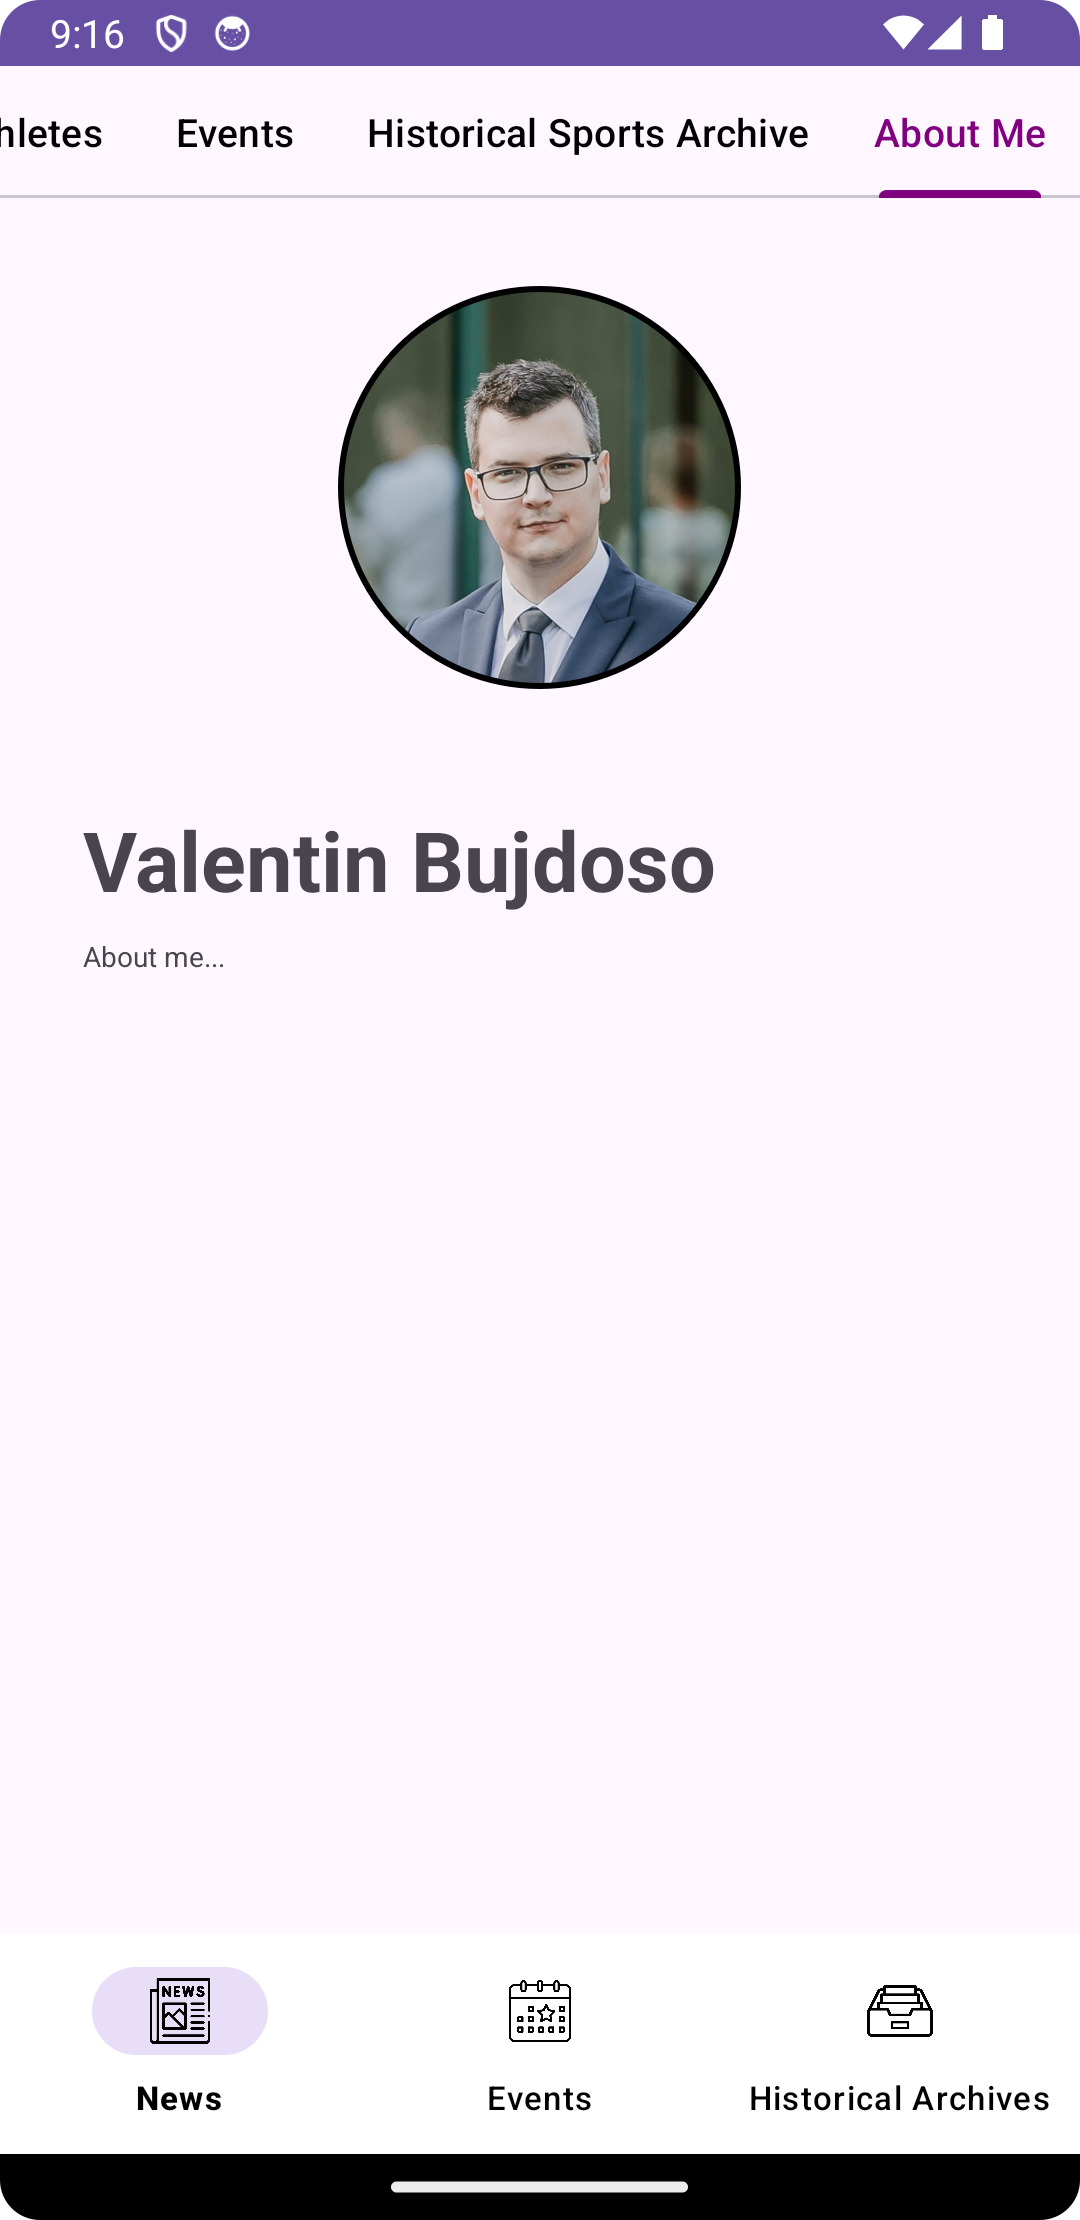 9:16
hletes Events Historical Sports Archive About Me
Valentin Bujdoso
About me...
NEWS
News Events Historical Archives